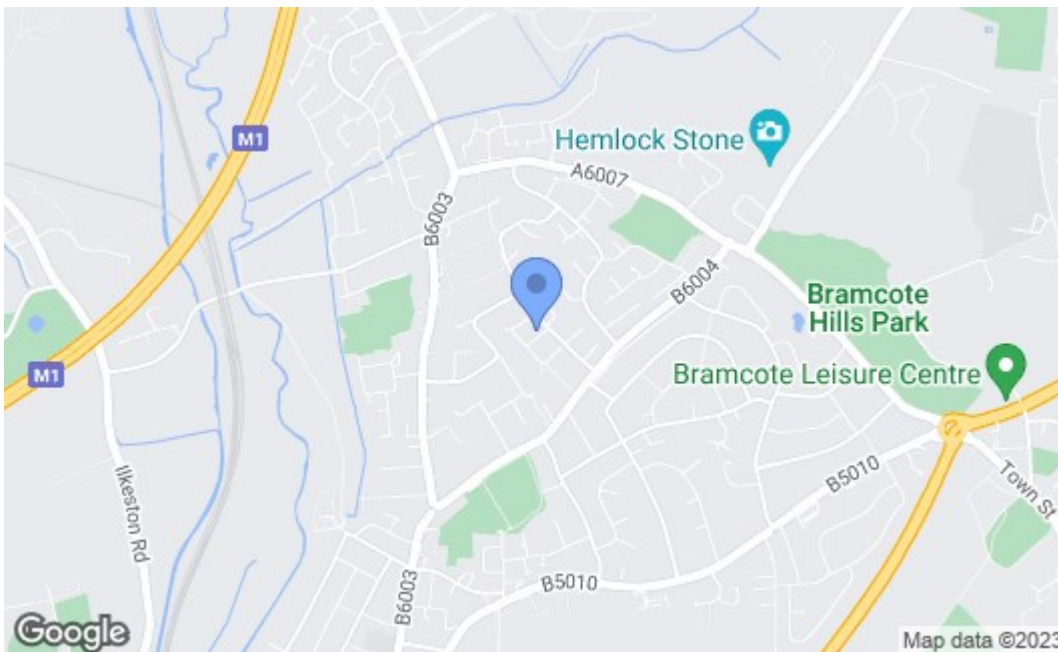 M1
Hemlock Stone
A6007
B6003
B6004
Bramcote
Hills Park
M1
Bramcote Leisure Centre
Ilkeston Rd
B5010
Town St
B6003
B5010
Google
Map data ©2023